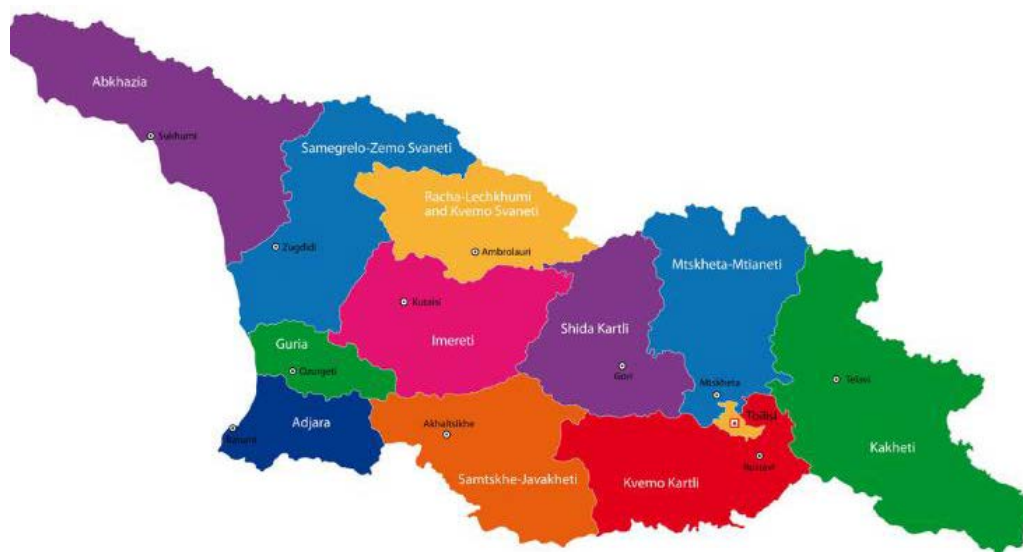 Abkhazia
Sukhumi
Samegrelo-Zemo Svaneti
Racha-Lechkhumi
and Kvemo Svaneti
Zugdidi
Ambrolauri
Mtskheta-Mtianeti
Kutaisi
Shida Kartli
Guria
Imereti
Gori
Ozurgeti
Mtskheta
Telavi
Tbilisi
Akhaltsikhe
Adjara
Batumi
Kakheti
Rustavi
Samtskhe-Javakheti
Kvemo Kartli